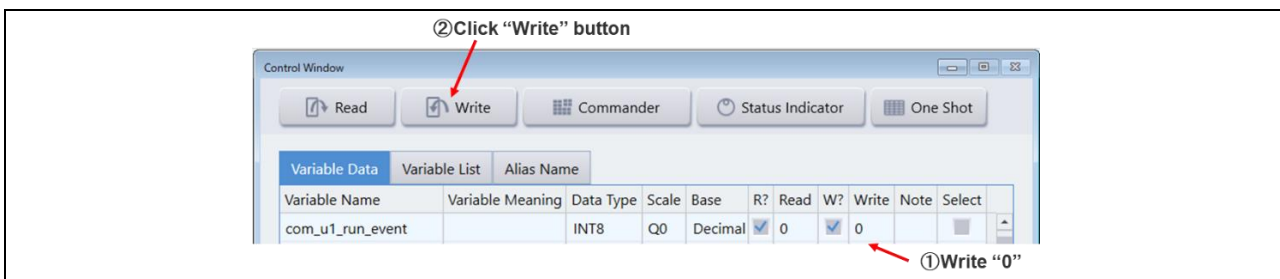 ②Click “Write” button
Control Window
Read Write Commander Status Indicator One Shot
Variable Data Variable List Alias Name
Variable Name Variable Meaning Data Type Scale Base R? Read W? Write Note Select
com_u1_run_event INT8 Q0 Decimal 0 0
①Write “0”